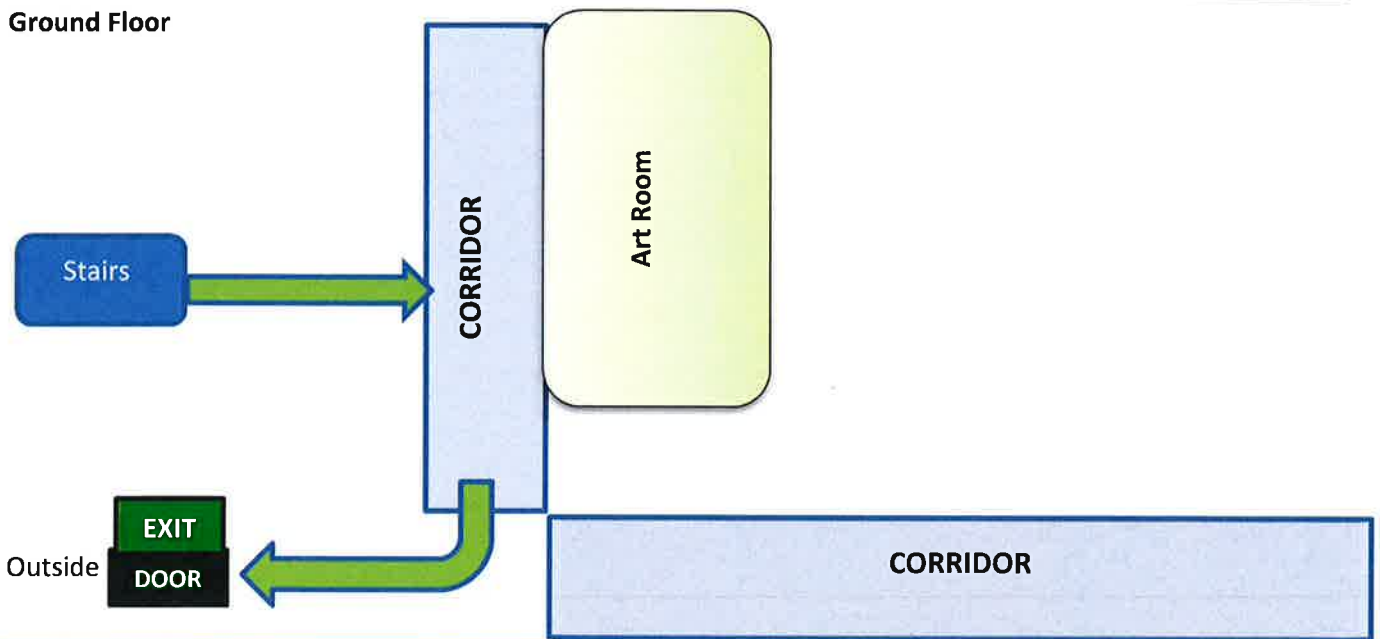 Ground Floor
Art Room
CORRIDOR
Stairs
EXIT
Outside
DOOR
CORRIDOR